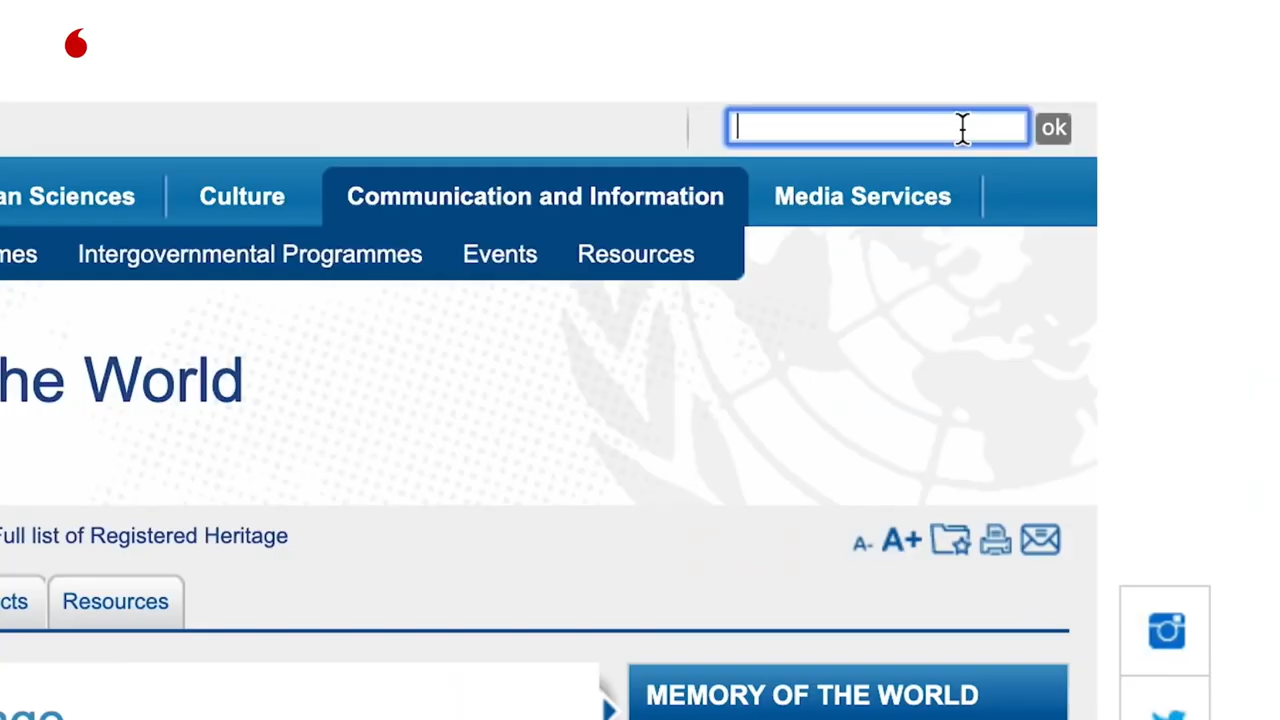 ok
an Sciences Culture Communication and Information Media Services
mes Intergovernmental Programmes Events Resources
he World
Full list of Registered Heritage A- A+
cts Resources
MEMORY OF THE WORLD